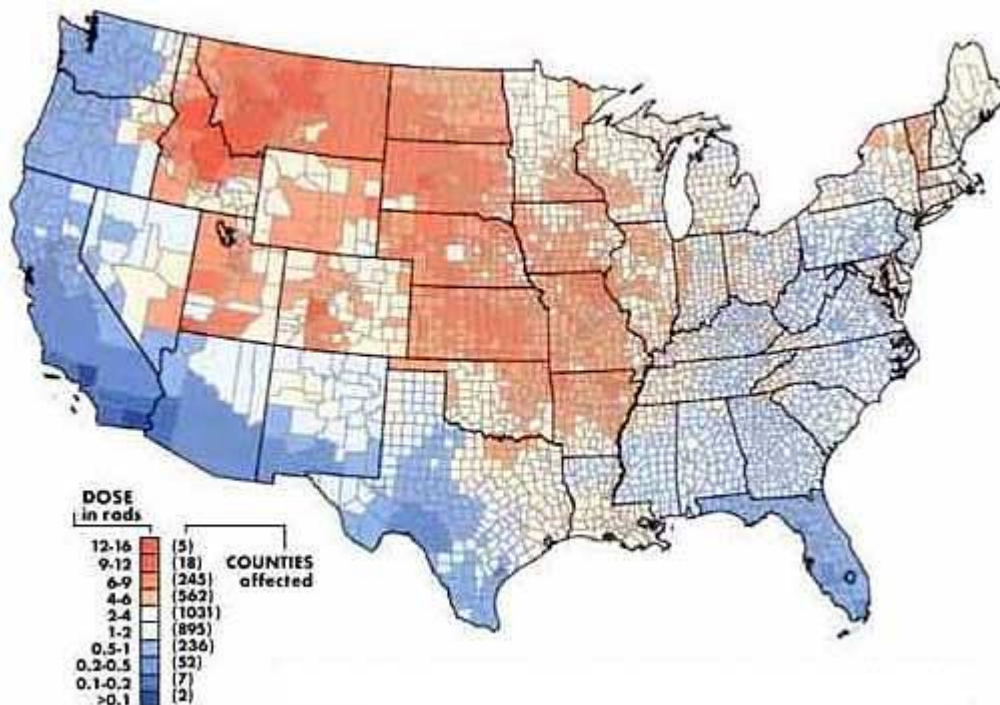 DOSE
in rads
COUNTIES
affected
12-16 (5)
9-12 (18)
6-9 (245)
4-6 (562)
2-4 (1031)
1-2 (895)
0.5-1 (236)
0.2-0.5 (52)
0.1-0.2 (7)
>0.1 (2)